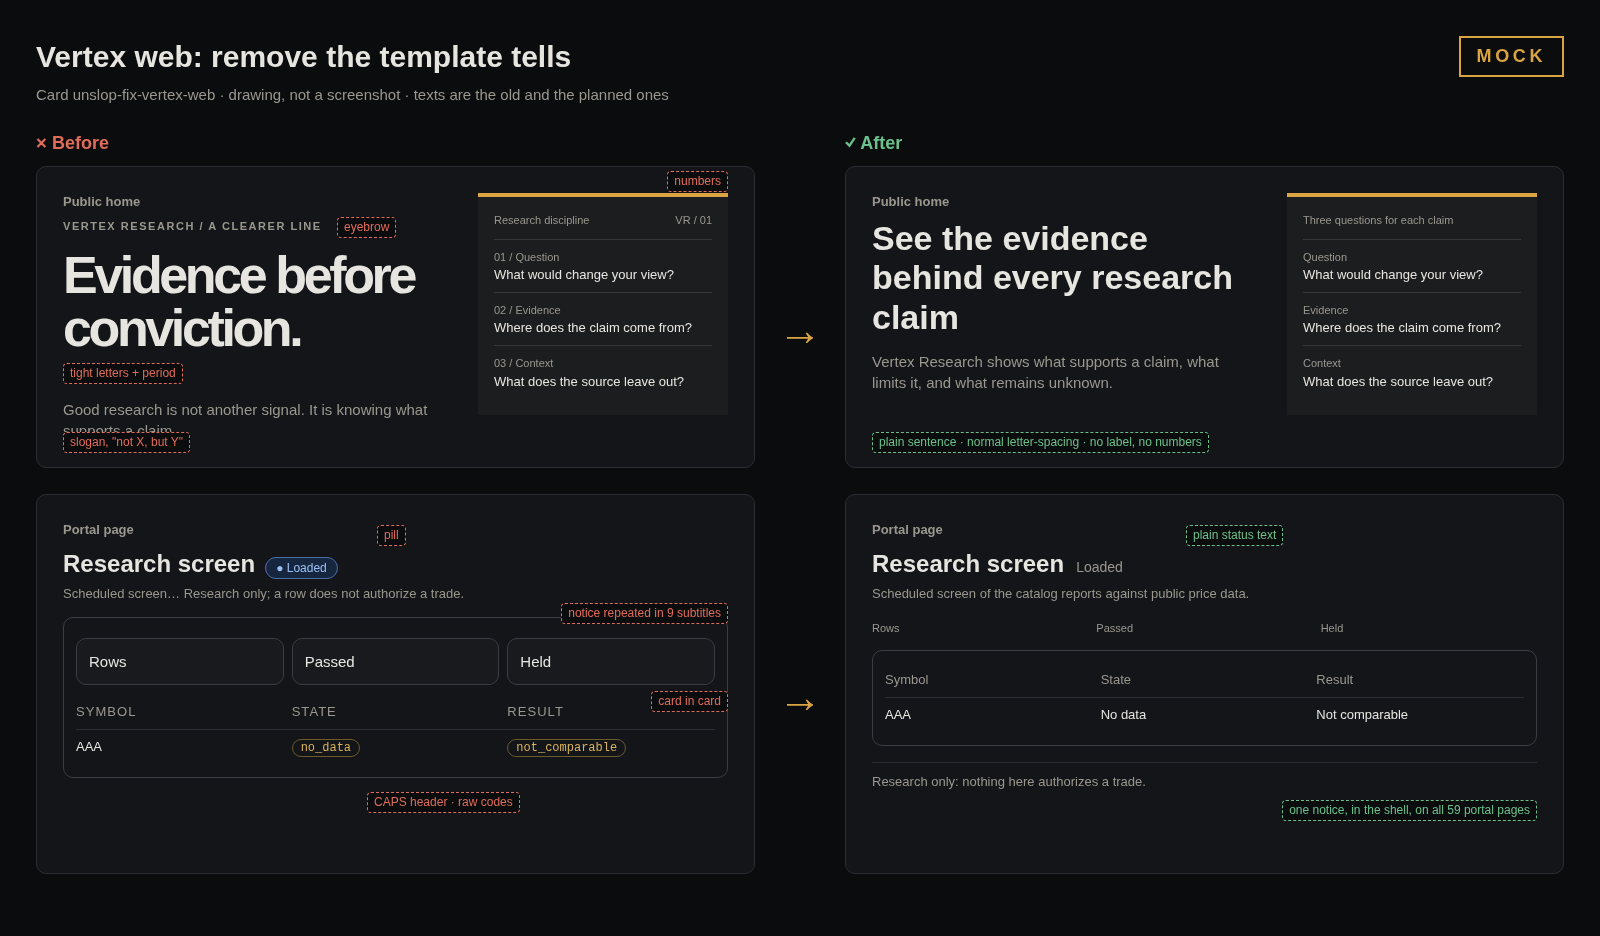 Vertex web: remove the template tells
MOCK
Card unslop-fix-vertex-web · drawing, not a screenshot · texts are the old and the planned ones
× Before
Public home
VERTEX RESEARCH / A CLEARER LINE
eyebrow
Evidence before
conviction.
tight letters + period
Good research is not another signal. It is knowing what
supports a claim
slogan, "not X, but Y"
numbers
Research discipline
VR / 01
01 / Question
What would change your view?
02 / Evidence
Where does the claim come from?
03 / Context
What does the source leave out?
→
✓ After
Public home
See the evidence
behind every research
claim
Vertex Research shows what supports a claim, what
limits it, and what remains unknown.
plain sentence · normal letter-spacing · no label, no numbers
Three questions for each claim
Question
What would change your view?
Evidence
Where does the claim come from?
Context
What does the source leave out?
Portal page
pill
Research screen
● Loaded
Scheduled screen… Research only; a row does not authorize a trade.
notice repeated in 9 subtitles
Rows
Passed
Held
card in card
SYMBOL
STATE
RESULT
AAA
no_data
not_comparable
CAPS header · raw codes
→
Portal page
plain status text
Research screen
Loaded
Scheduled screen of the catalog reports against public price data.
Rows
Passed
Held
Symbol
State
Result
AAA
No data
Not comparable
Research only: nothing here authorizes a trade.
one notice, in the shell, on all 59 portal pages